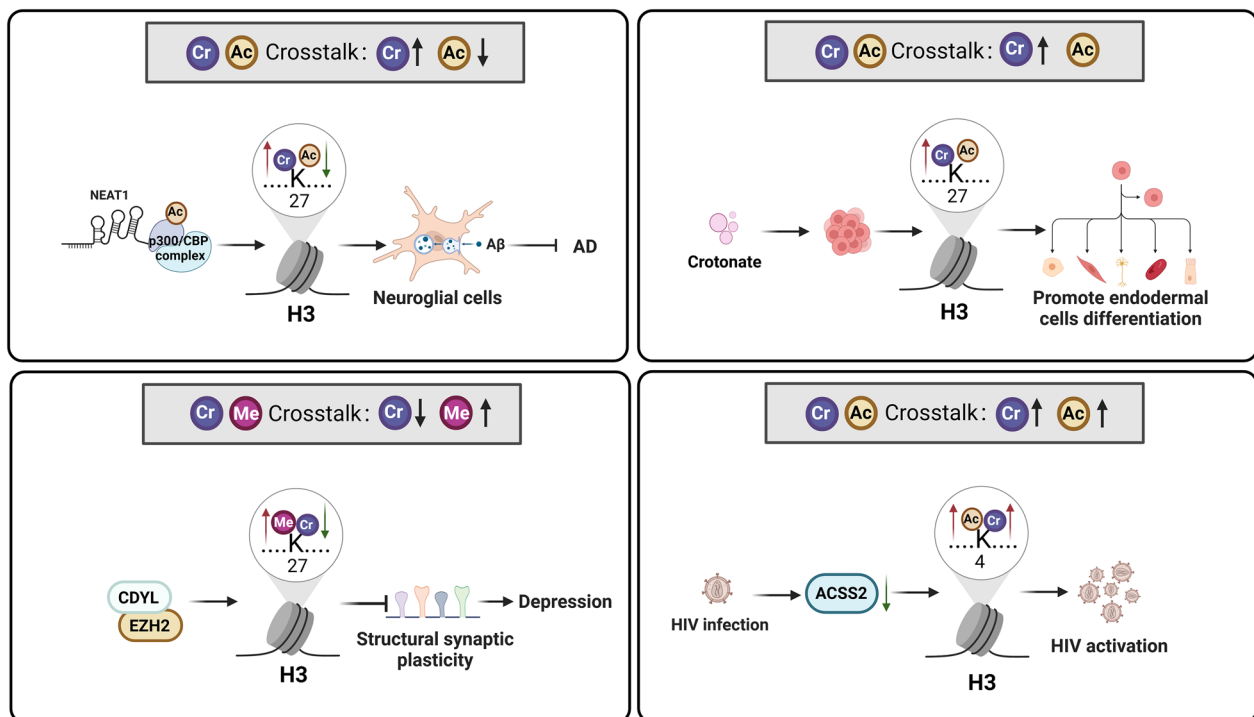 Cr Ac Crosstalk: Cr Ac
Cr Ac
....K....
27
NEAT1
Ac
p300/CBP
complex
Aβ
AD
Neuroglial cells
H3
Cr Ac Crosstalk: Cr Ac
Cr Ac
....K....
27
Crotonate
H3
Promote endodermal
cells differentiation
Cr Me Crosstalk: Cr Me
Me Cr
....K....
27
CDYL
EZH2
Depression
Structural synaptic
plasticity
H3
Cr Ac Crosstalk: Cr Ac
Ac Cr
....K....
4
ACSS2
HIV infection
HIV activation
H3